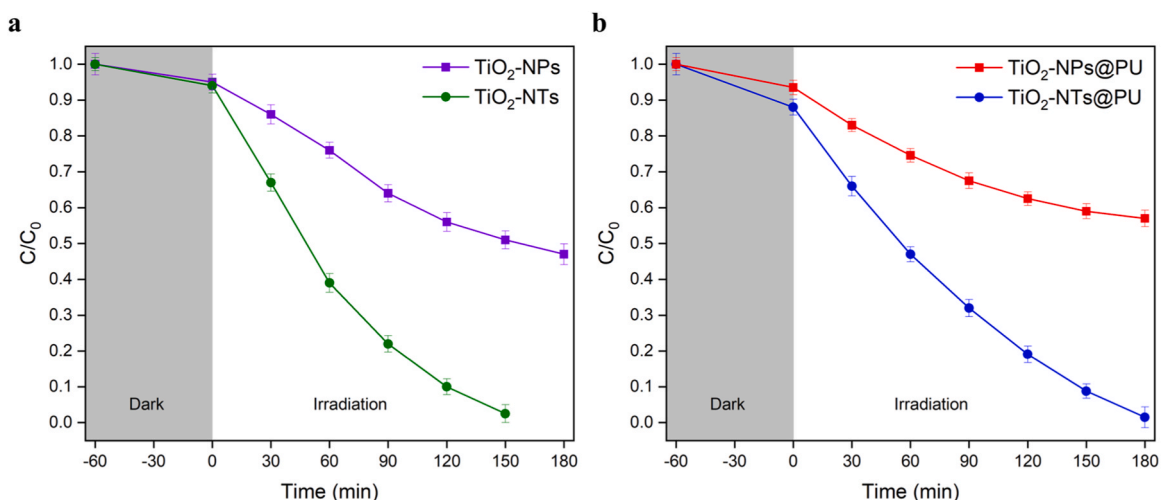 a
1.0
0.9
0.8
0.7
0.6
0.5
0.4
0.3
0.2
0.1
0.0
C/C₀
TiO₂-NPs
TiO₂-NTs
Dark
Irradiation
-60 -30 0 30 60 90 120 150 180
Time (min)
b
1.0
0.9
0.8
0.7
0.6
0.5
0.4
0.3
0.2
0.1
0.0
C/C₀
TiO₂-NPs@PU
TiO₂-NTs@PU
Dark
Irradiation
-60 -30 0 30 60 90 120 150 180
Time (min)